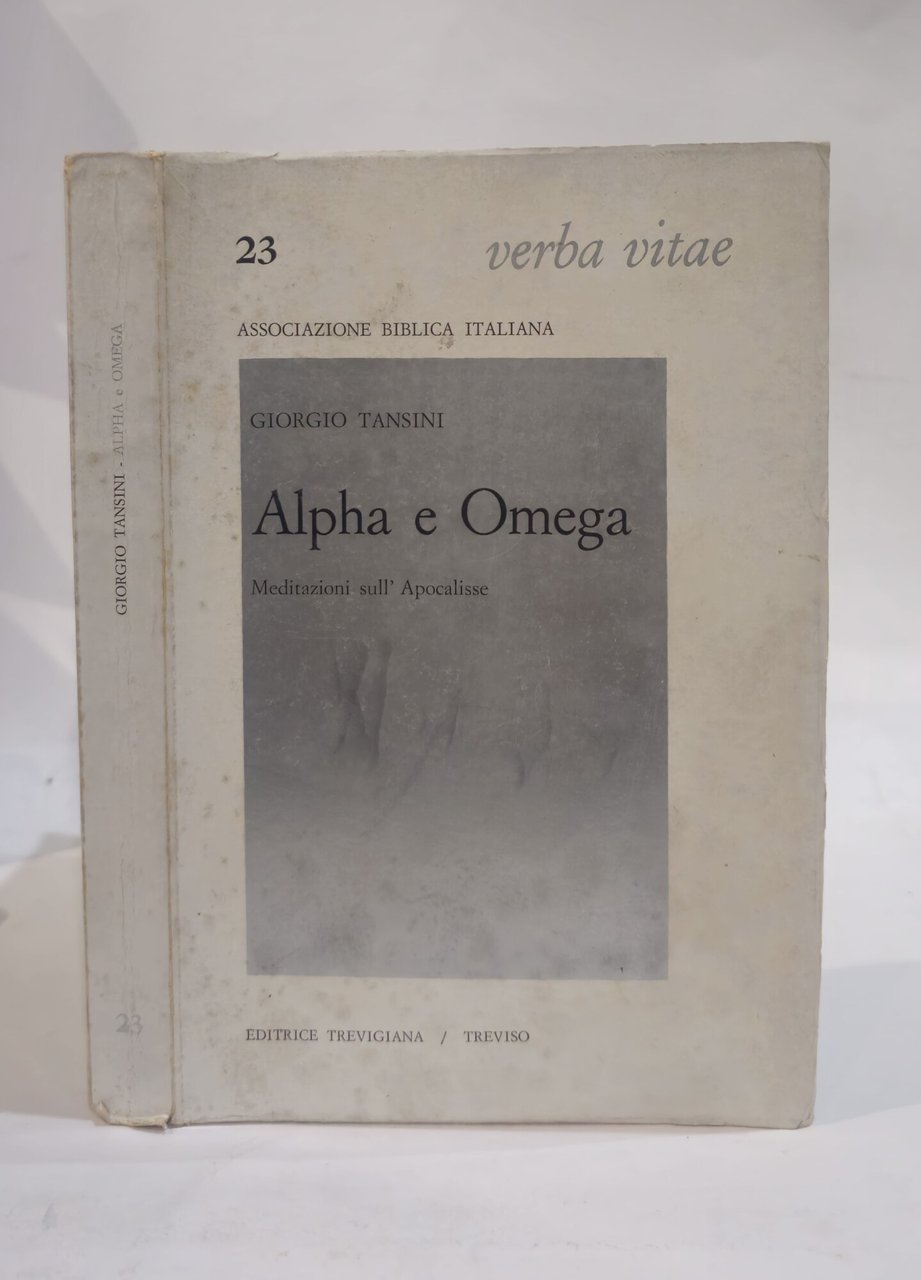 GIORGIO TANSINI - ALPHA e OMEGA
23
23
verba vitae
ASSOCIAZIONE BIBLICA ITALIANA
GIORGIO TANSINI
Alpha e Omega
Meditazioni sull' Apocalisse
EDITRICE TREVIGIANA / TREVISO